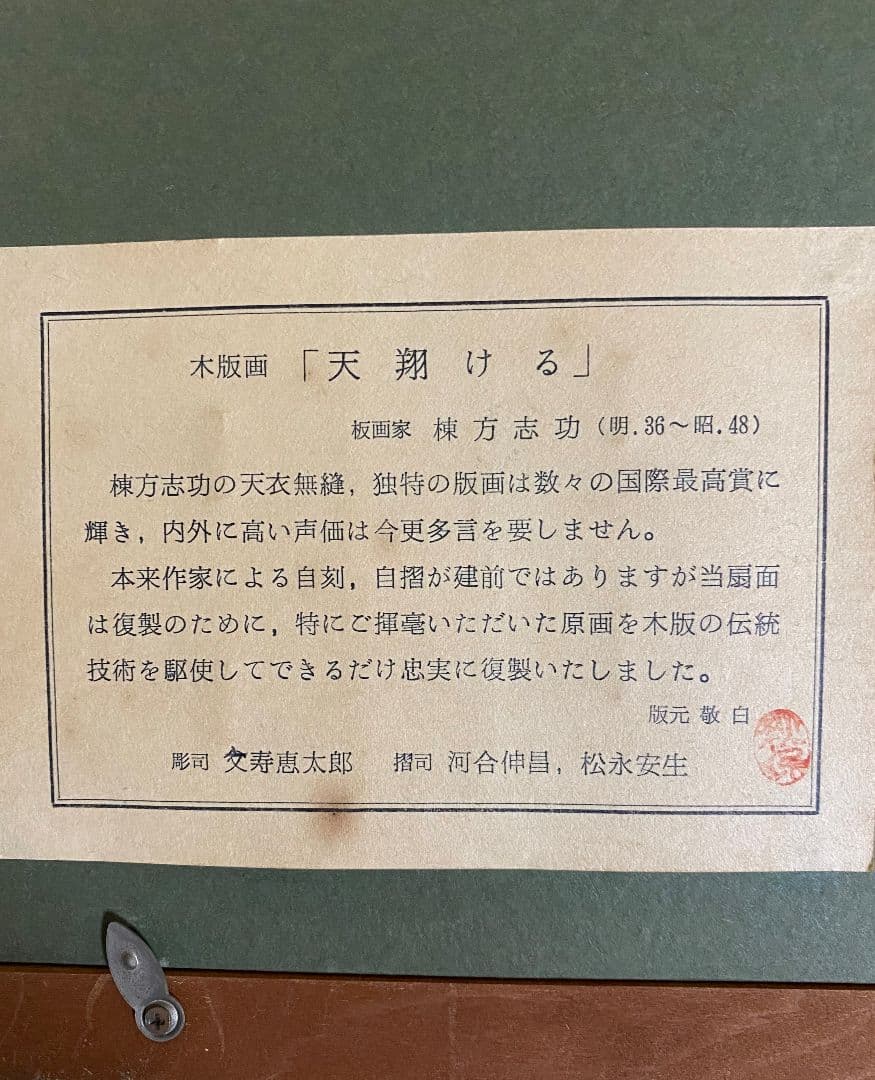 木版画 「天翔ける」
板画家 棟方志功（明.36～昭.48）
棟方志功の天衣無縫，独特の版画は数々の国際最高賞に
輝き，内外に高い声価は今更多言を要しません。
本来作家による自刻，自摺が建前ではありますが当扇面
は復製のために，特にご揮毫いただいた原画を木版の伝統
技術を駆使してできるだけ忠実に復製いたしました。
版元 敬白
彫司 文寿恵太郎 摺司 河合伸昌，松永安生